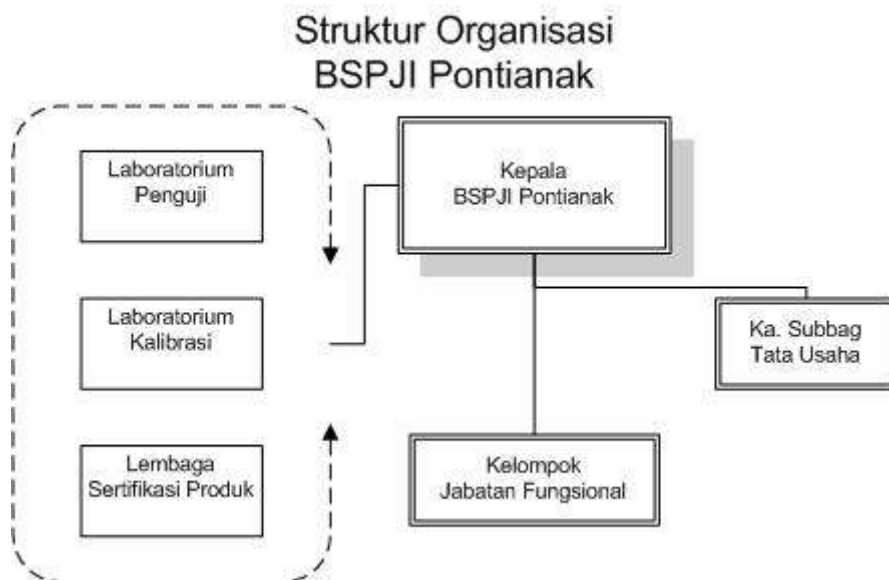 Struktur Organisasi
BSPJI Pontianak
Laboratorium
Penguji
Kepala
BSPJI Pontianak
Laboratorium
Kalibrasi
Ka. Subbag
Tata Usaha
Lembaga
Sertifikasi Produk
Kelompok
Jabatan Fungsional